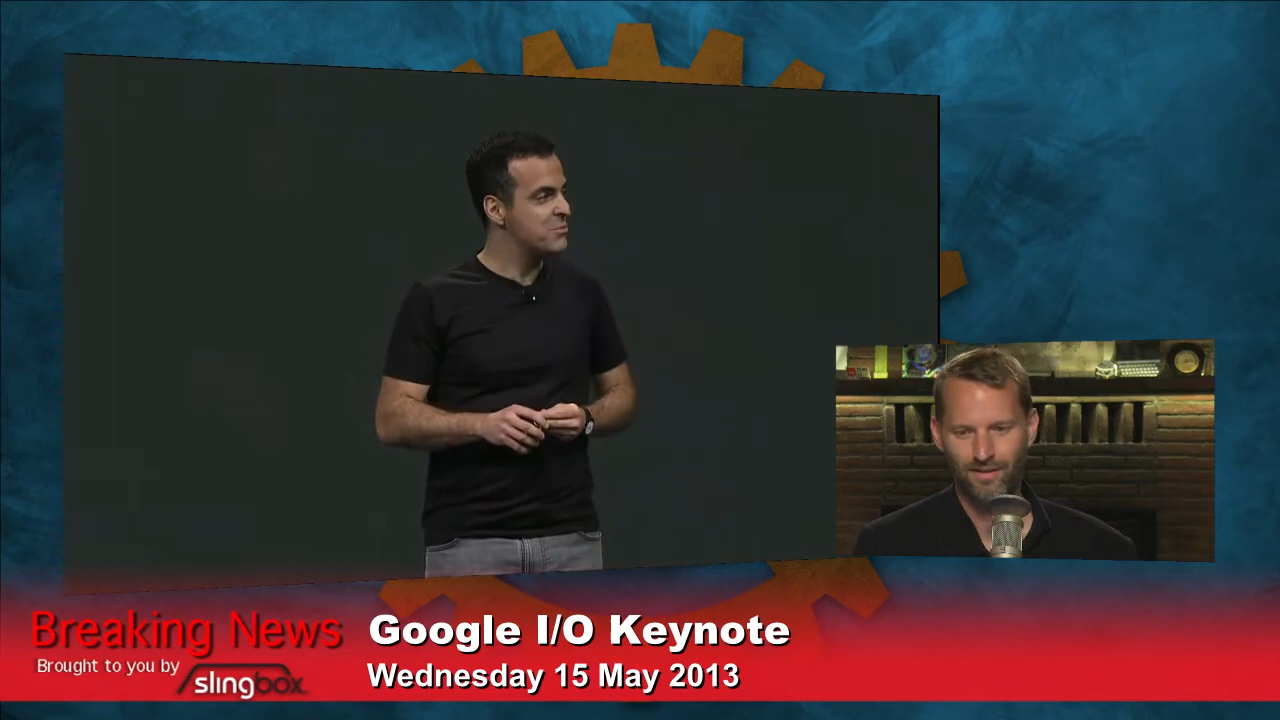 Breaking News
Brought to you by
slingbox
Google I/O Keynote
Wednesday 15 May 2013